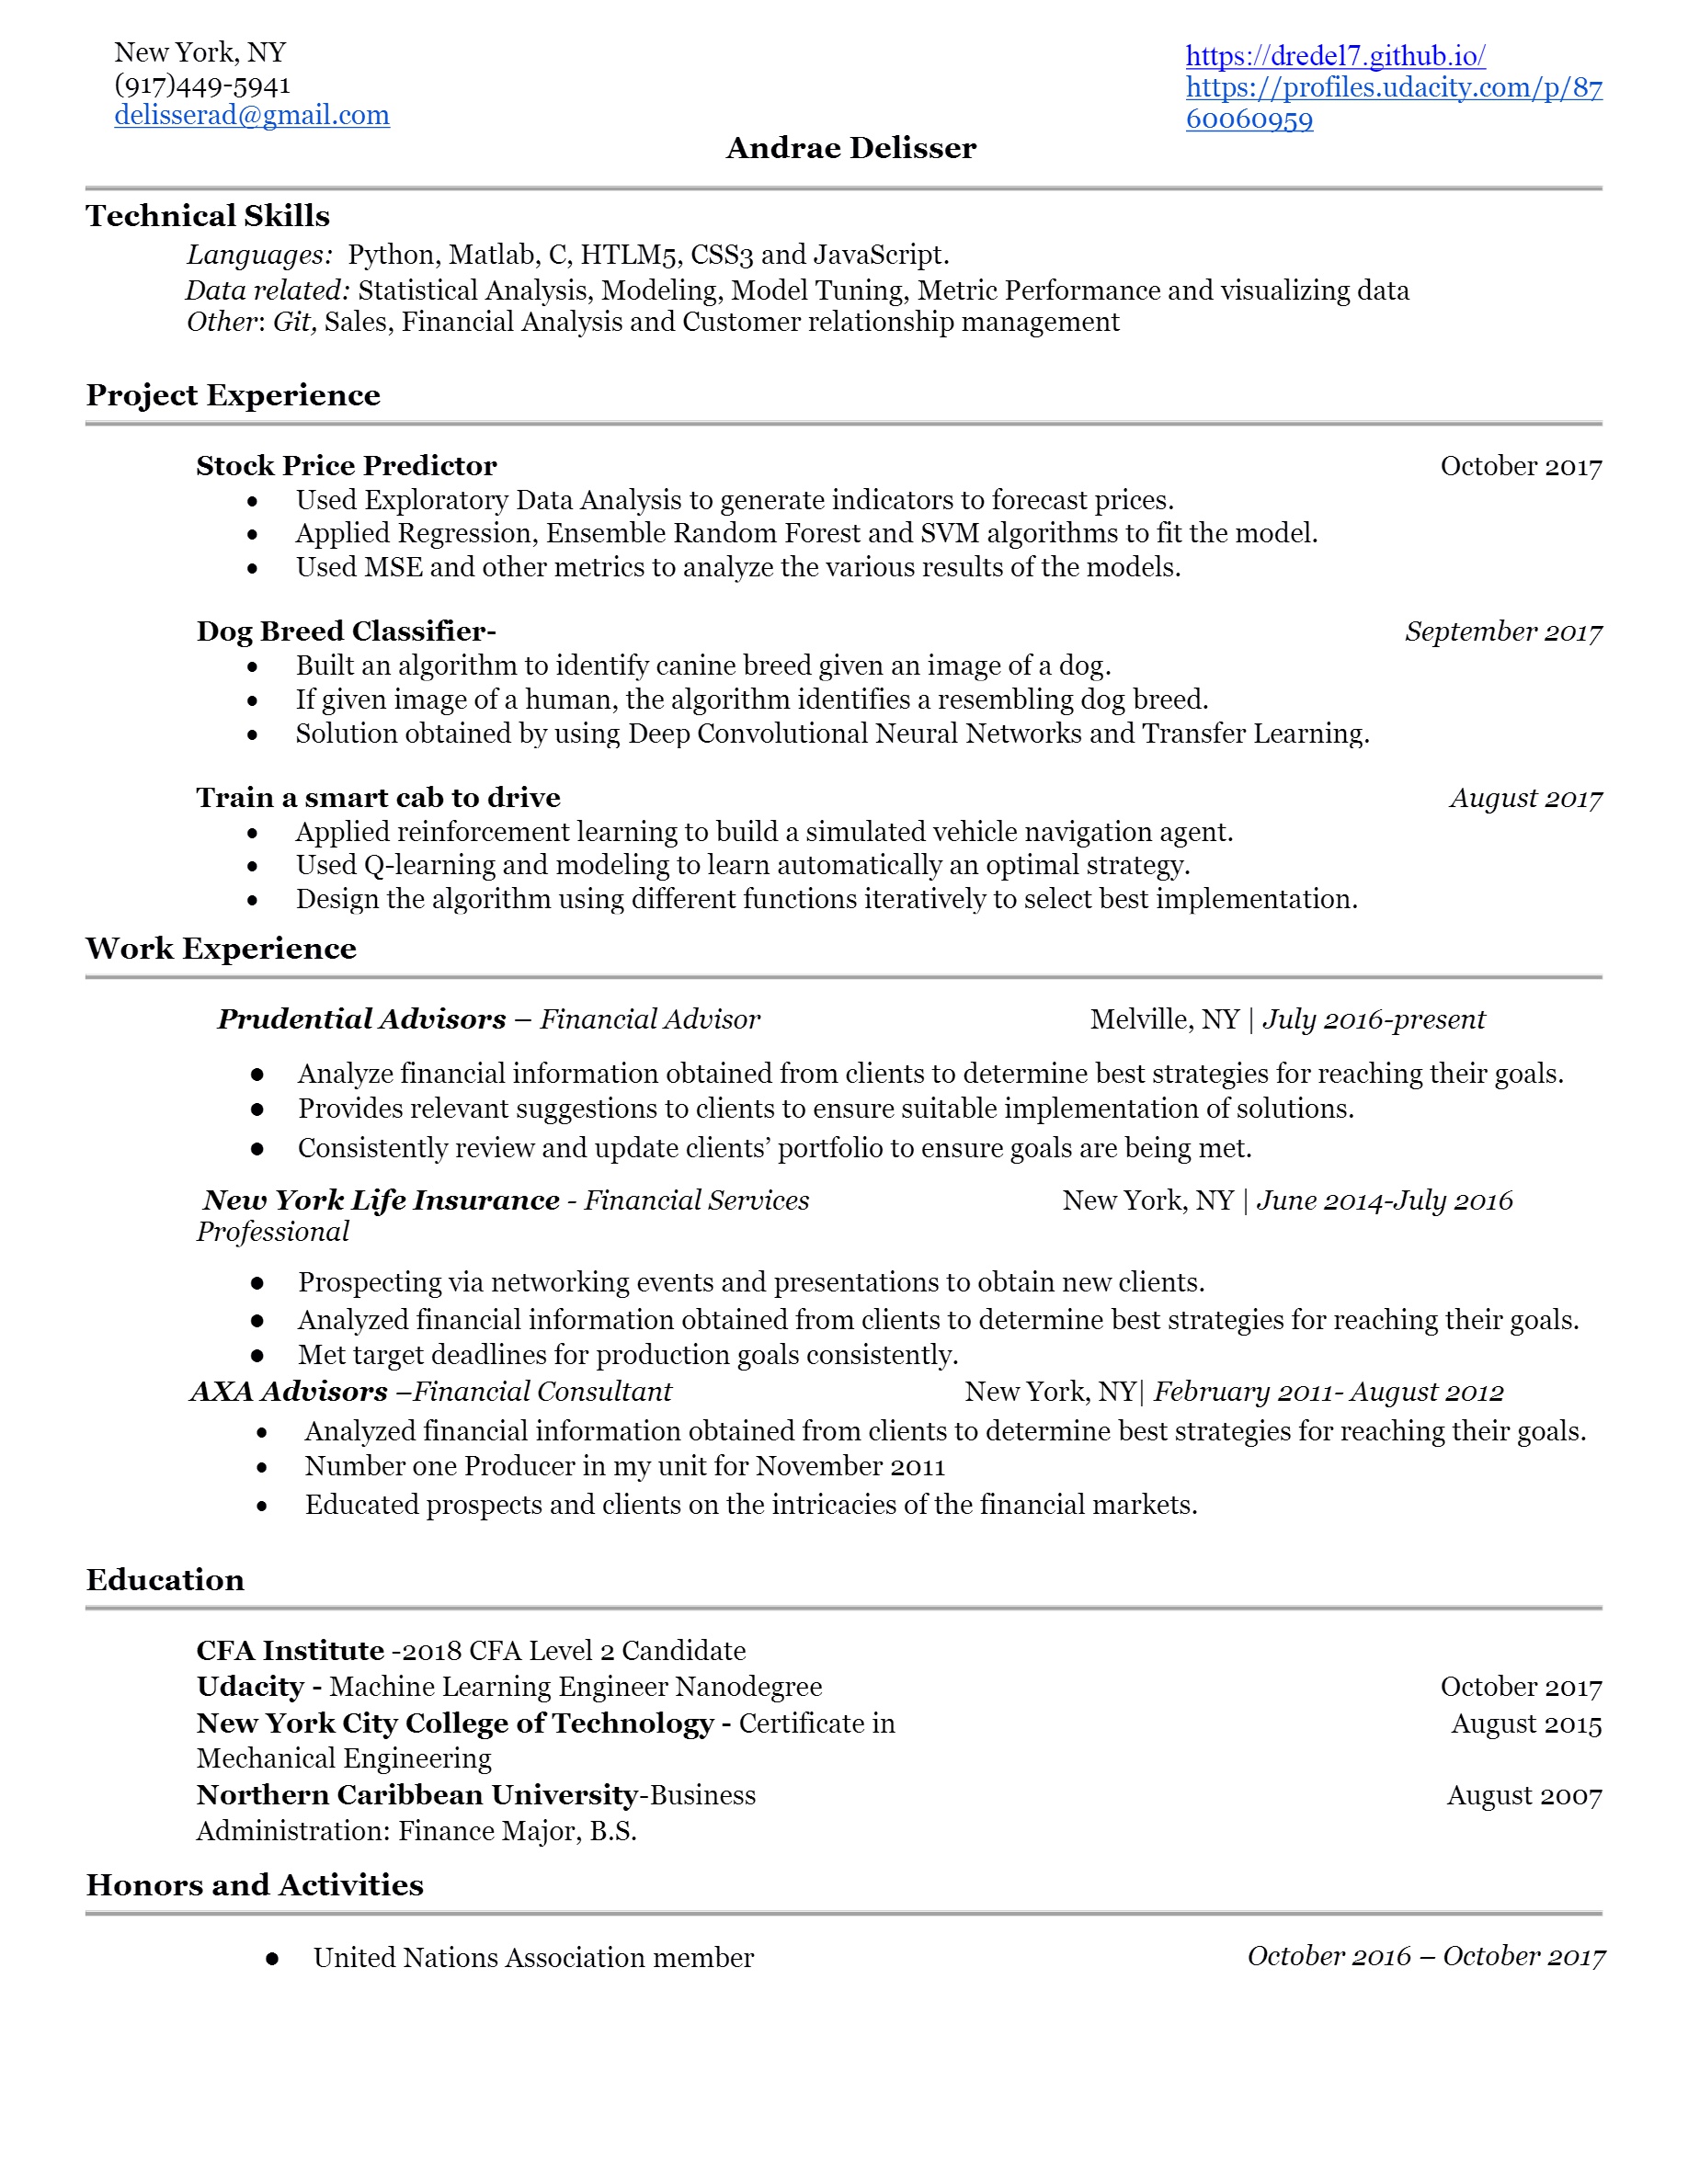 New York, NY
(917)449-5941
delisserad@gmail.com
https://dredel7.github.io/
https://profiles.udacity.com/p/87
60060959
Andrae Delisser
Technical Skills
Languages: Python, Matlab, C, HTLM5, CSS3 and JavaScript.
Data related: Statistical Analysis, Modeling, Model Tuning, Metric Performance and visualizing data
Other: Git, Sales, Financial Analysis and Customer relationship management
Project Experience
Stock Price Predictor October 2017
• Used Exploratory Data Analysis to generate indicators to forecast prices.
• Applied Regression, Ensemble Random Forest and SVM algorithms to fit the model.
• Used MSE and other metrics to analyze the various results of the models.
Dog Breed Classifier- September 2017
• Built an algorithm to identify canine breed given an image of a dog.
• If given image of a human, the algorithm identifies a resembling dog breed.
• Solution obtained by using Deep Convolutional Neural Networks and Transfer Learning.
Train a smart cab to drive August 2017
• Applied reinforcement learning to build a simulated vehicle navigation agent.
• Used Q-learning and modeling to learn automatically an optimal strategy.
• Design the algorithm using different functions iteratively to select best implementation.
Work Experience
Prudential Advisors – Financial Advisor Melville, NY | July 2016-present
● Analyze financial information obtained from clients to determine best strategies for reaching their goals.
● Provides relevant suggestions to clients to ensure suitable implementation of solutions.
● Consistently review and update clients’ portfolio to ensure goals are being met.
New York Life Insurance - Financial Services New York, NY | June 2014-July 2016
Professional
● Prospecting via networking events and presentations to obtain new clients.
● Analyzed financial information obtained from clients to determine best strategies for reaching their goals.
● Met target deadlines for production goals consistently.
AXA Advisors –Financial Consultant New York, NY| February 2011- August 2012
• Analyzed financial information obtained from clients to determine best strategies for reaching their goals.
• Number one Producer in my unit for November 2011
• Educated prospects and clients on the intricacies of the financial markets.
Education
CFA Institute -2018 CFA Level 2 Candidate
Udacity - Machine Learning Engineer Nanodegree October 2017
New York City College of Technology - Certificate in August 2015
Mechanical Engineering
Northern Caribbean University-Business August 2007
Administration: Finance Major, B.S.
Honors and Activities
● United Nations Association member October 2016 – October 2017